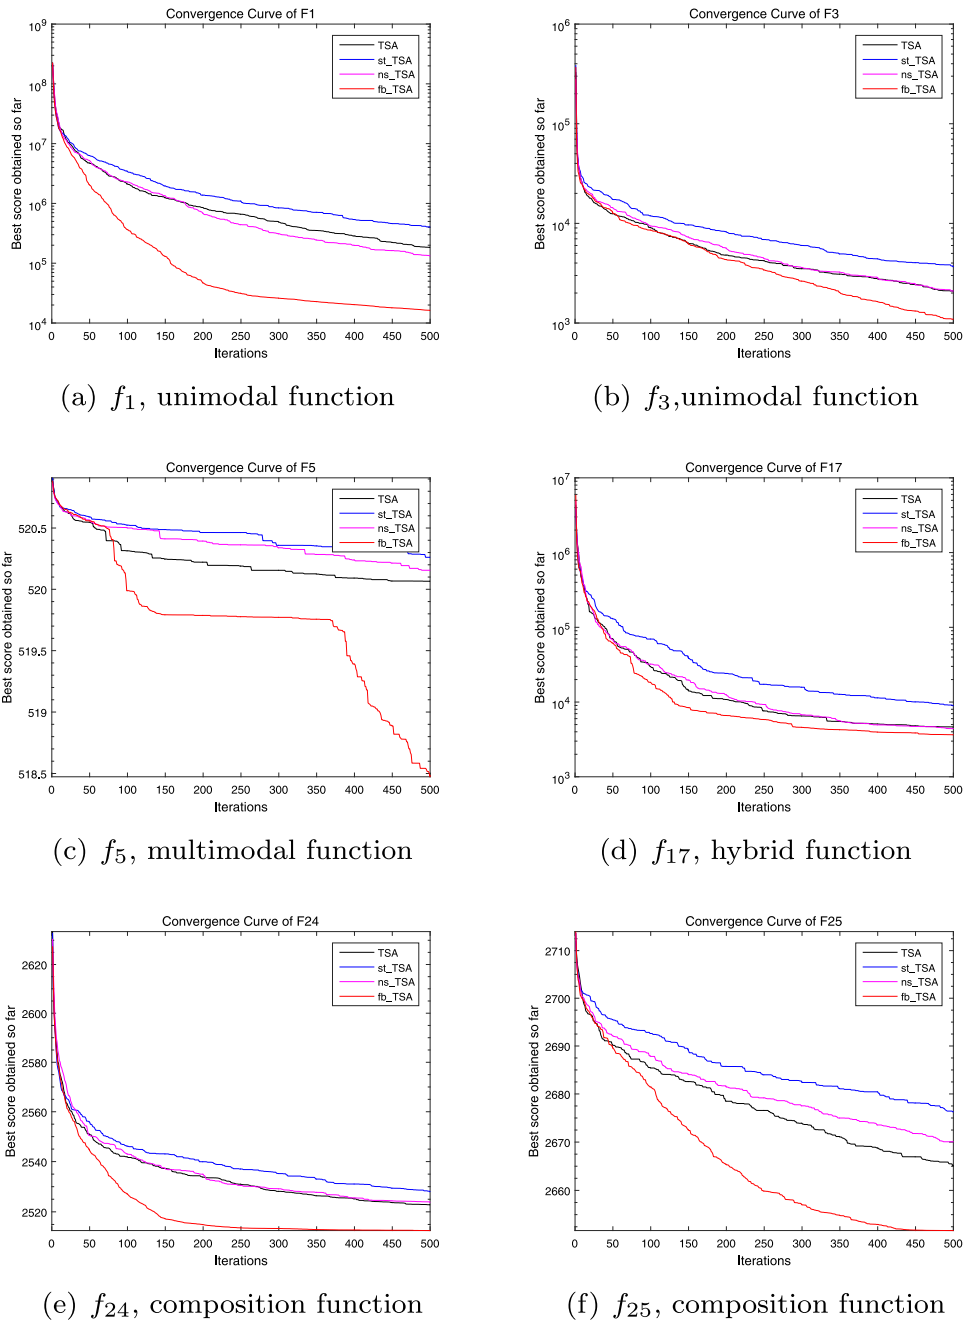 Convergence Curve of F1
Best score obtained so far
10^9
10^8
10^7
10^6
10^5
10^4
TSA
st_TSA
ns_TSA
fb_TSA
0 50 100 150 200 250 300 350 400 450 500
Iterations
(a) f1, unimodal function
Convergence Curve of F3
Best score obtained so far
10^6
10^5
10^4
10^3
TSA
st_TSA
ns_TSA
fb_TSA
0 50 100 150 200 250 300 350 400 450 500
Iterations
(b) f3,unimodal function
Convergence Curve of F5
Best score obtained so far
520.5
520
519.5
519
518.5
TSA
st_TSA
ns_TSA
fb_TSA
0 50 100 150 200 250 300 350 400 450 500
Iterations
(c) f5, multimodal function
Convergence Curve of F17
Best score obtained so far
10^7
10^6
10^5
10^4
10^3
TSA
st_TSA
ns_TSA
fb_TSA
0 50 100 150 200 250 300 350 400 450 500
Iterations
(d) f17, hybrid function
Convergence Curve of F24
Best score obtained so far
2620
2600
2580
2560
2540
2520
TSA
st_TSA
ns_TSA
fb_TSA
0 50 100 150 200 250 300 350 400 450 500
Iterations
(e) f24, composition function
Convergence Curve of F25
Best score obtained so far
2710
2700
2690
2680
2670
2660
TSA
st_TSA
ns_TSA
fb_TSA
0 50 100 150 200 250 300 350 400 450 500
Iterations
(f) f25, composition function